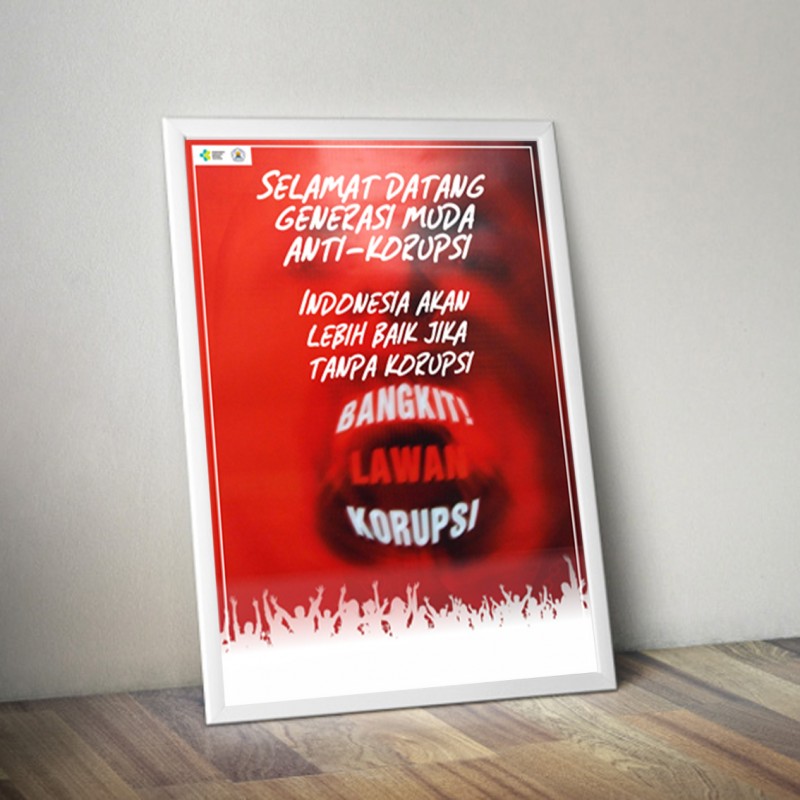 SELAMAT DATANG
GENERASI MUDA
ANTI-KORUPSI
INDONESIA AKAN
LEBIH BAIK JIKA
TANPA KORUPSI
BANGKIT!
LAWAN
KORUPSI